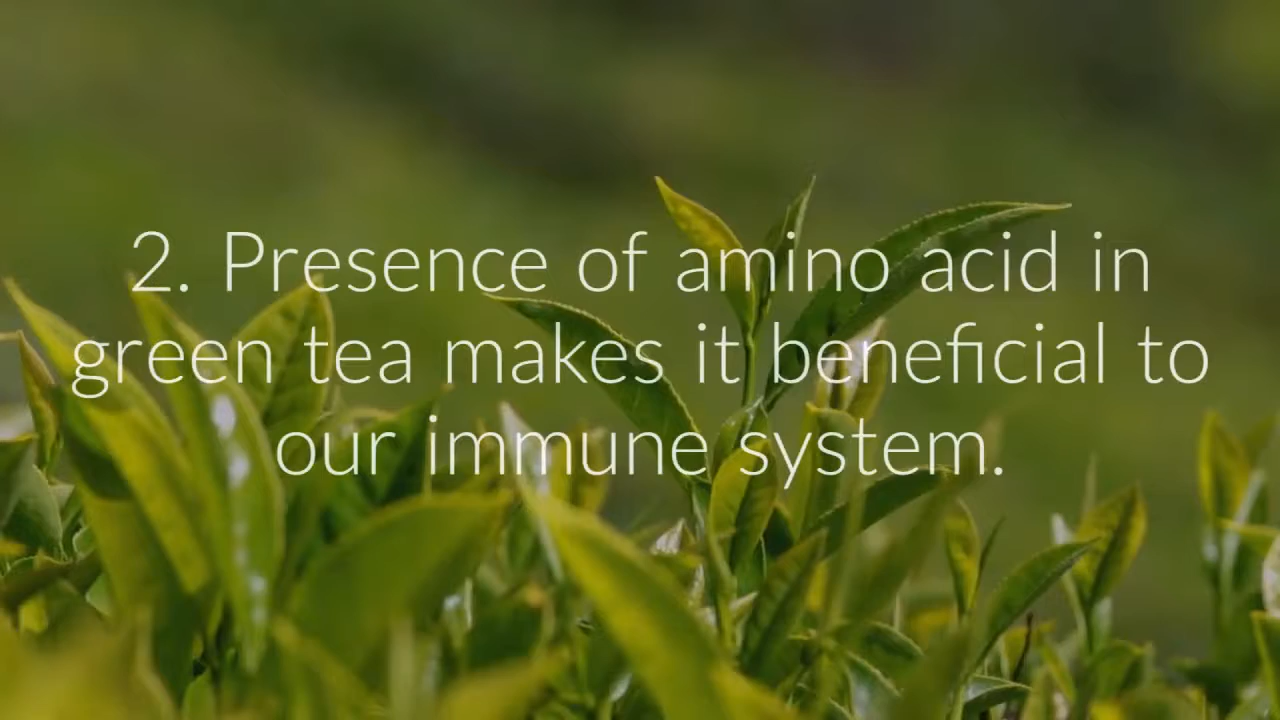 2. Presence of amino acid in
green tea makes it beneficial to
our immune system.